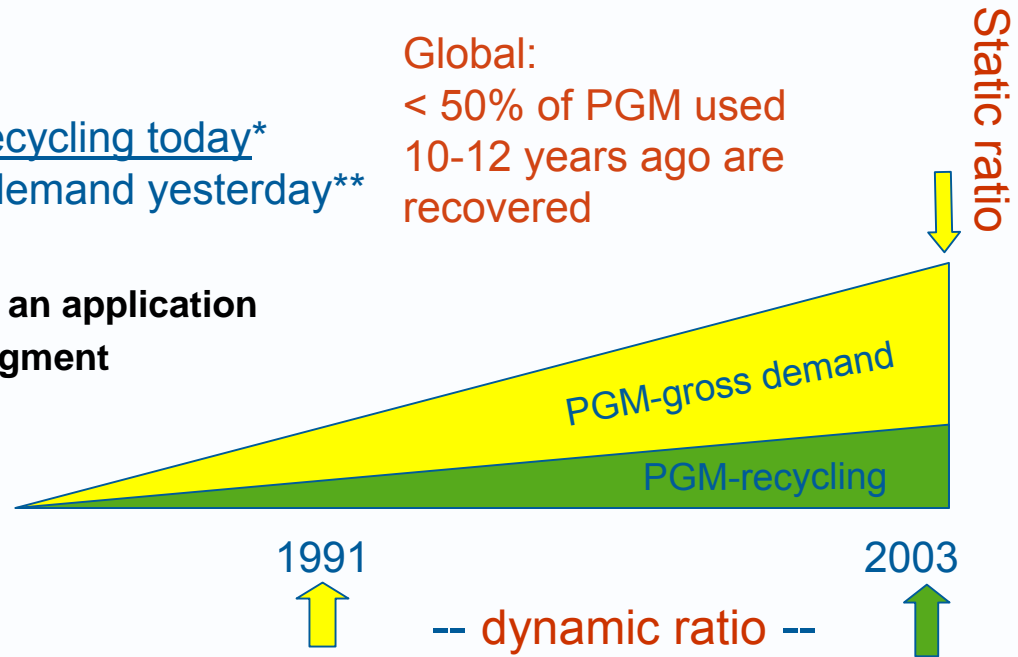 Global:
< 50% of PGM used
10-12 years ago are
recovered
Static ratio
ecycling today*
demand yesterday**
an application
gment
PGM-gross demand
PGM-recycling
1991
2003
-- dynamic ratio --